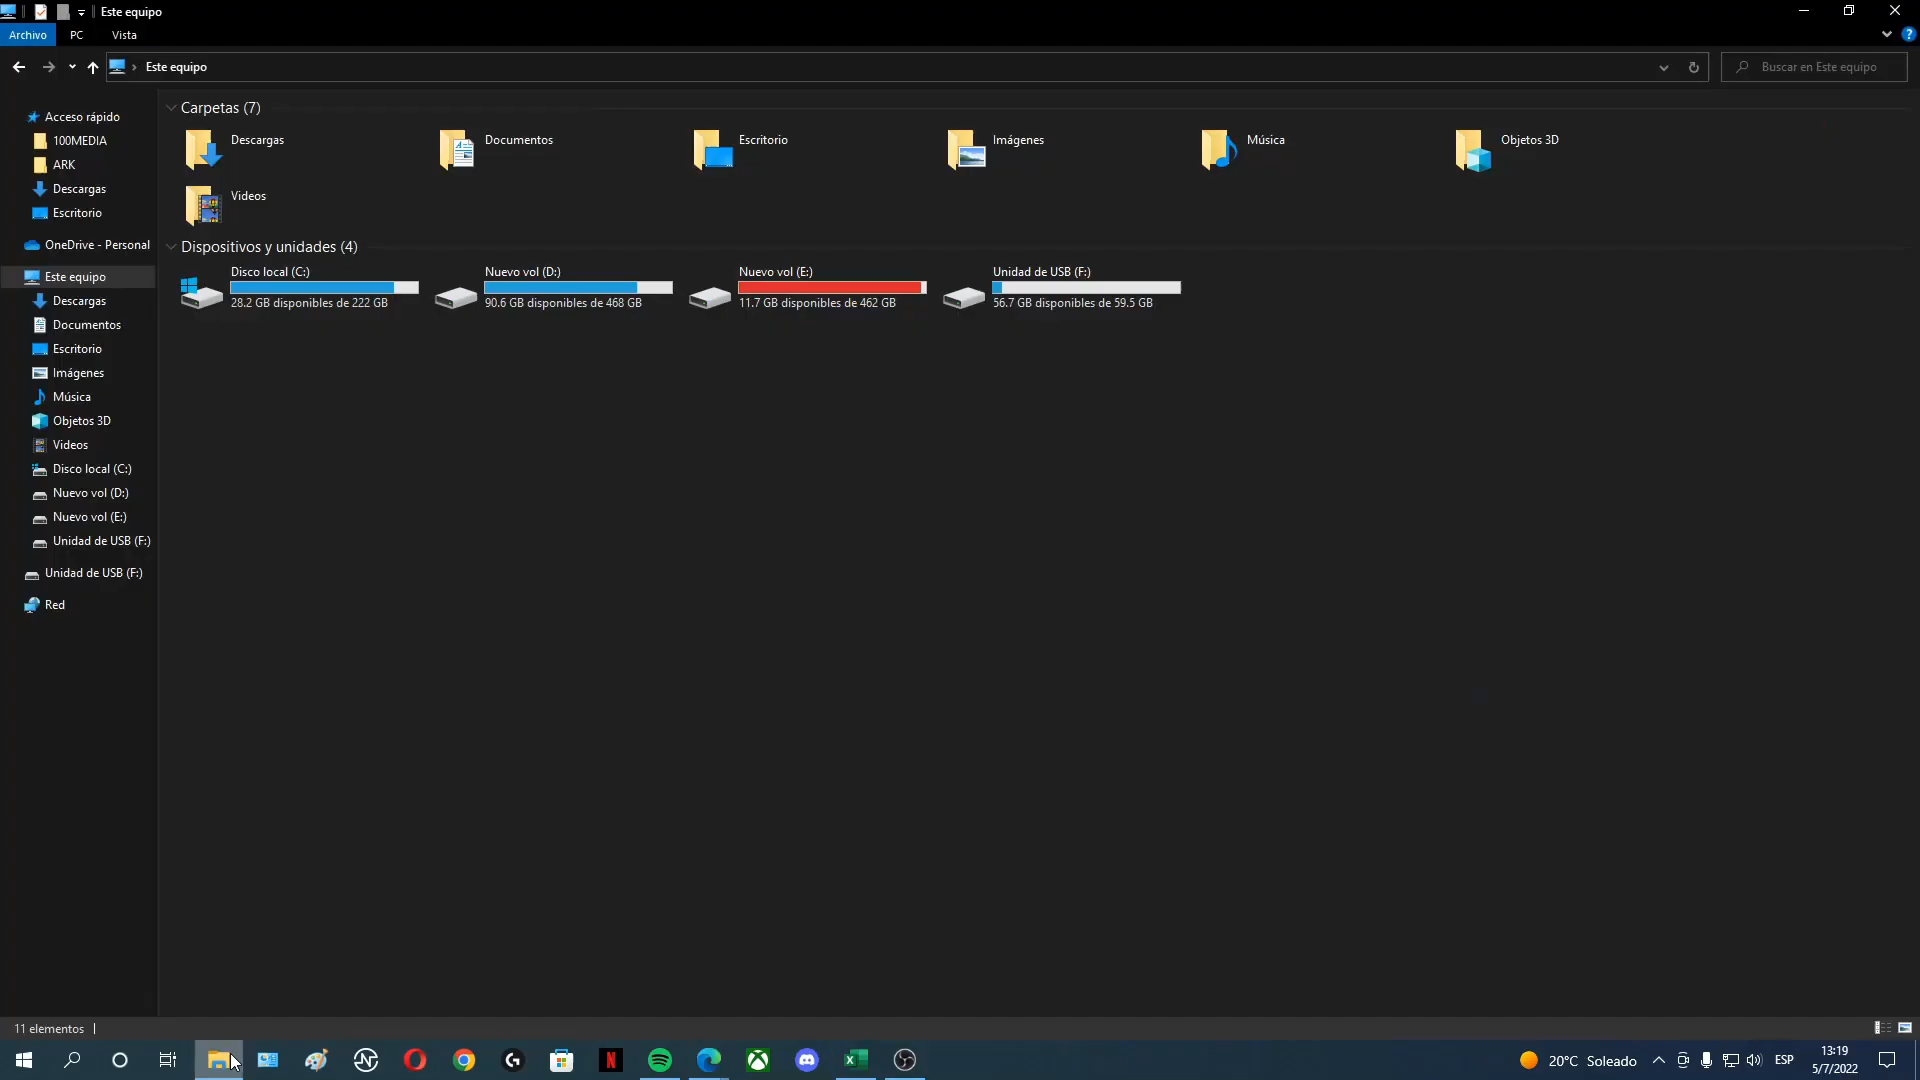 Este equipo
Archivo PC Vista
Este equipo
Buscar en Este equipo
Acceso rápido
100MEDIA
ARK
Descargas
Escritorio
OneDrive - Personal
Este equipo
Descargas
Documentos
Escritorio
Imágenes
Música
Objetos 3D
Videos
Disco local (C:)
Nuevo vol (D:)
Nuevo vol (E:)
Unidad de USB (F:)
Unidad de USB (F:)
Red
Carpetas (7)
Descargas Documentos Escritorio Imágenes Música Objetos 3D
Videos
Dispositivos y unidades (4)
Disco local (C:) Nuevo vol (D:) Nuevo vol (E:) Unidad de USB (F:)
28.2 GB disponibles de 222 GB 90.6 GB disponibles de 468 GB 11.7 GB disponibles de 462 GB 56.7 GB disponibles de 59.5 GB
11 elementos
20°C Soleado ESP 13:19
5/7/2022